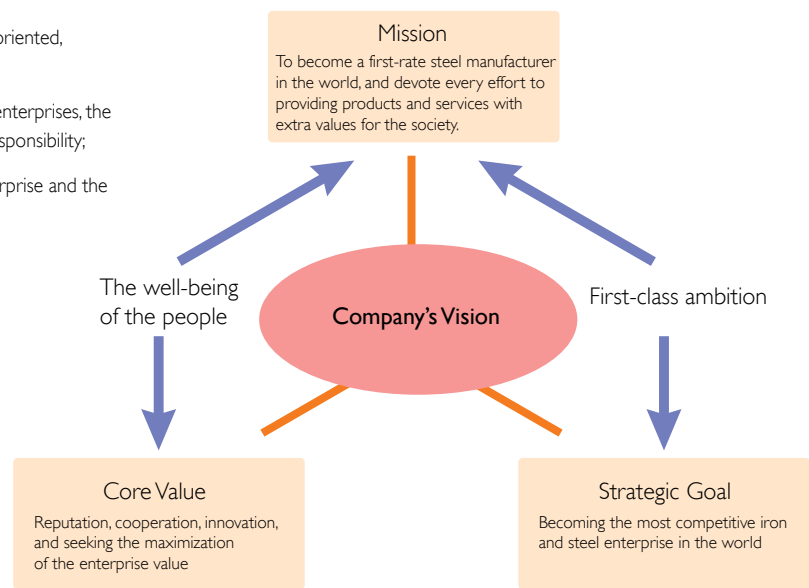 oriented,
enterprises, the
sponsibility;
rprise and the
Mission
To become a first-rate steel manufacturer
in the world, and devote every effort to
providing products and services with
extra values for the society.
The well-being
of the people
Company's Vision
First-class ambition
Core Value
Reputation, cooperation, innovation,
and seeking the maximization
of the enterprise value
Strategic Goal
Becoming the most competitive iron
and steel enterprise in the world